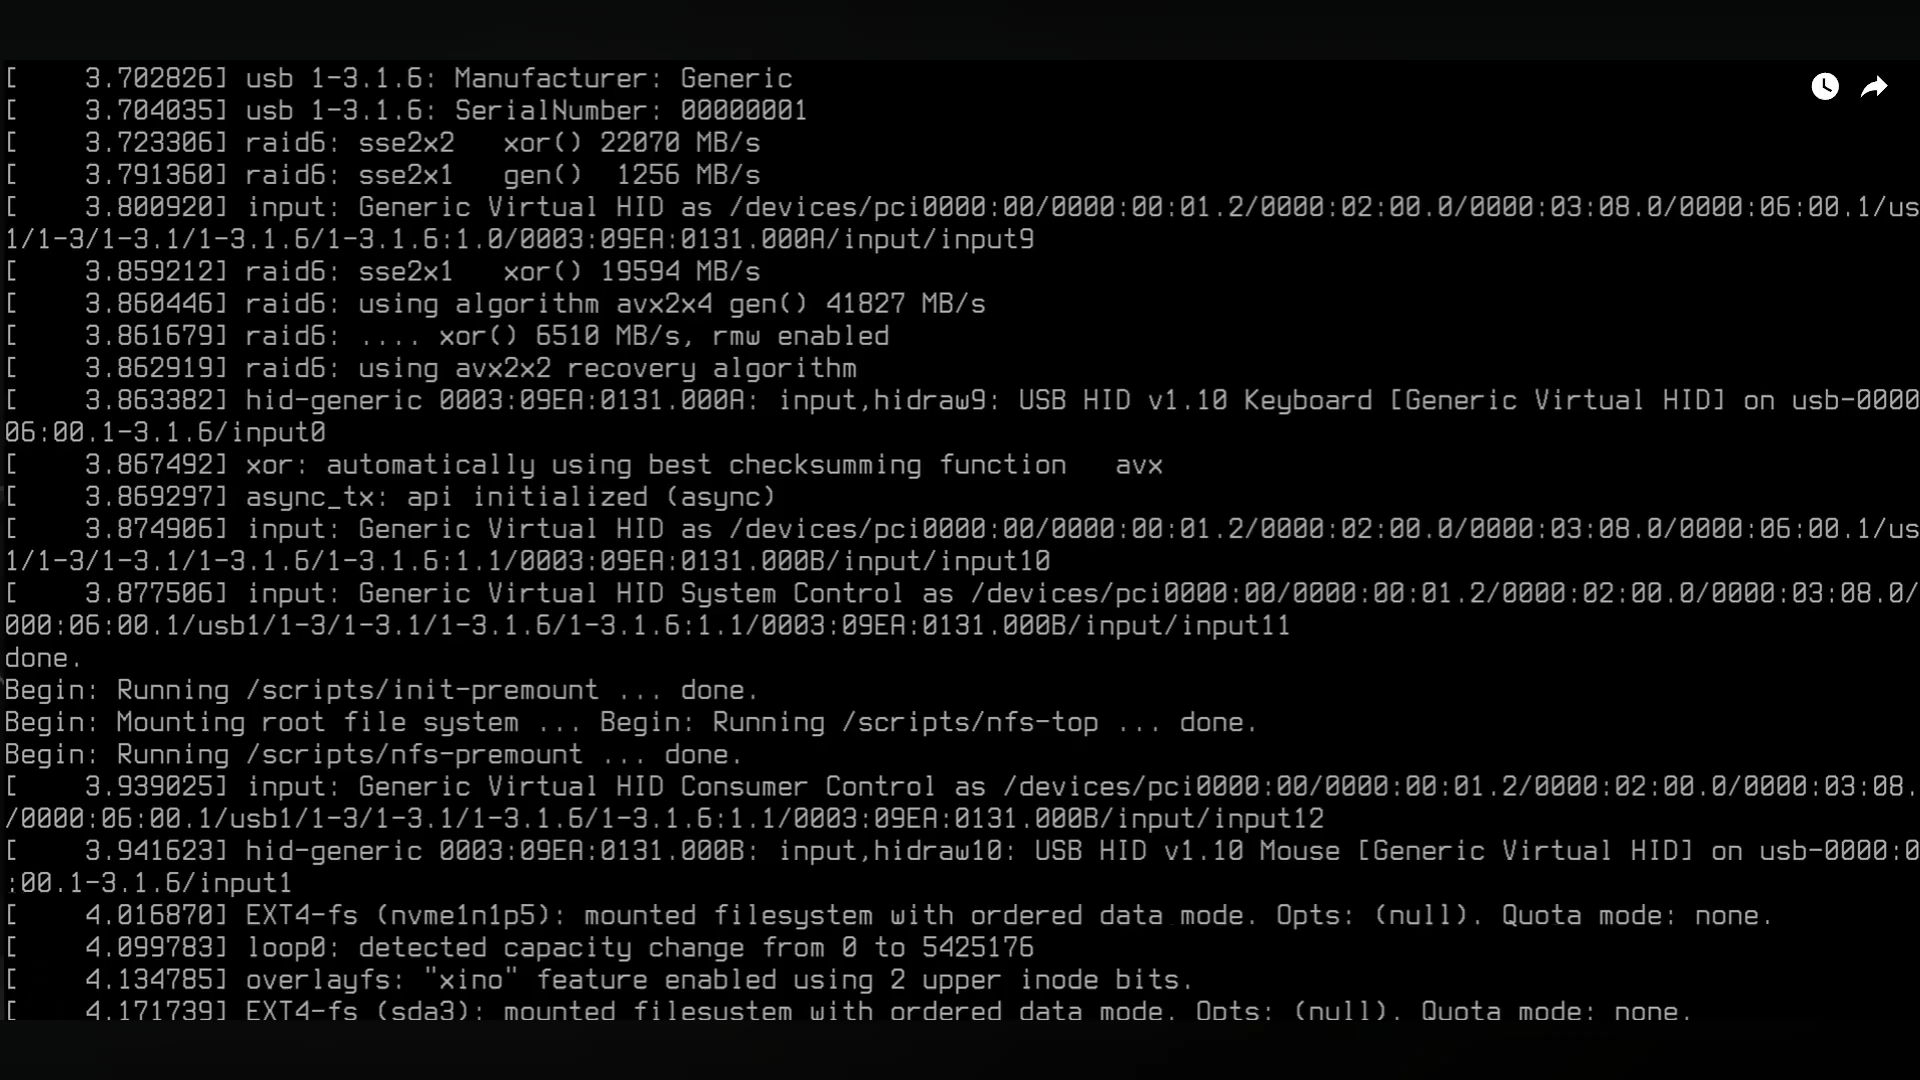 [    3.702826] usb 1-3.1.6: Manufacturer: Generic
[    3.704035] usb 1-3.1.6: SerialNumber: 00000001
[    3.723306] raid6: sse2x2   xor() 22070 MB/s
[    3.791360] raid6: sse2x1   gen()  1256 MB/s
[    3.800920] input: Generic Virtual HID as /devices/pci0000:00/0000:00:01.2/0000:02:00.0/0000:03:08.0/0000:06:00.1/us
1/1-3/1-3.1/1-3.1.6/1-3.1.6:1.0/0003:09EA:0131.000A/input/input9
[    3.859212] raid6: sse2x1   xor() 19594 MB/s
[    3.860446] raid6: using algorithm avx2x4 gen() 41827 MB/s
[    3.861679] raid6: .... xor() 6510 MB/s, rmw enabled
[    3.862919] raid6: using avx2x2 recovery algorithm
[    3.863382] hid-generic 0003:09EA:0131.000A: input,hidraw9: USB HID v1.10 Keyboard [Generic Virtual HID] on usb-0000
06:00.1-3.1.6/input0
[    3.867492] xor: automatically using best checksumming function   avx
[    3.869297] async_tx: api initialized (async)
[    3.874906] input: Generic Virtual HID as /devices/pci0000:00/0000:00:01.2/0000:02:00.0/0000:03:08.0/0000:06:00.1/us
1/1-3/1-3.1/1-3.1.6/1-3.1.6:1.1/0003:09EA:0131.000B/input/input10
[    3.877506] input: Generic Virtual HID System Control as /devices/pci0000:00/0000:00:01.2/0000:02:00.0/0000:03:08.0/
000:06:00.1/usb1/1-3/1-3.1/1-3.1.6/1-3.1.6:1.1/0003:09EA:0131.000B/input/input11
done.
Begin: Running /scripts/init-premount ... done.
Begin: Mounting root file system ... Begin: Running /scripts/nfs-top ... done.
Begin: Running /scripts/nfs-premount ... done.
[    3.939025] input: Generic Virtual HID Consumer Control as /devices/pci0000:00/0000:00:01.2/0000:02:00.0/0000:03:08.
/0000:06:00.1/usb1/1-3/1-3.1/1-3.1.6/1-3.1.6:1.1/0003:09EA:0131.000B/input/input12
[    3.941623] hid-generic 0003:09EA:0131.000B: input,hidraw10: USB HID v1.10 Mouse [Generic Virtual HID] on usb-0000:0
:00.1-3.1.6/input1
[    4.016870] EXT4-fs (nvme1n1p5): mounted filesystem with ordered data mode. Opts: (null). Quota mode: none.
[    4.099783] loop0: detected capacity change from 0 to 5425176
[    4.134785] overlayfs: "xino" feature enabled using 2 upper inode bits.
[    4.171739] EXT4-fs (sda3): mounted filesystem with ordered data mode. Opts: (null). Quota mode: none.